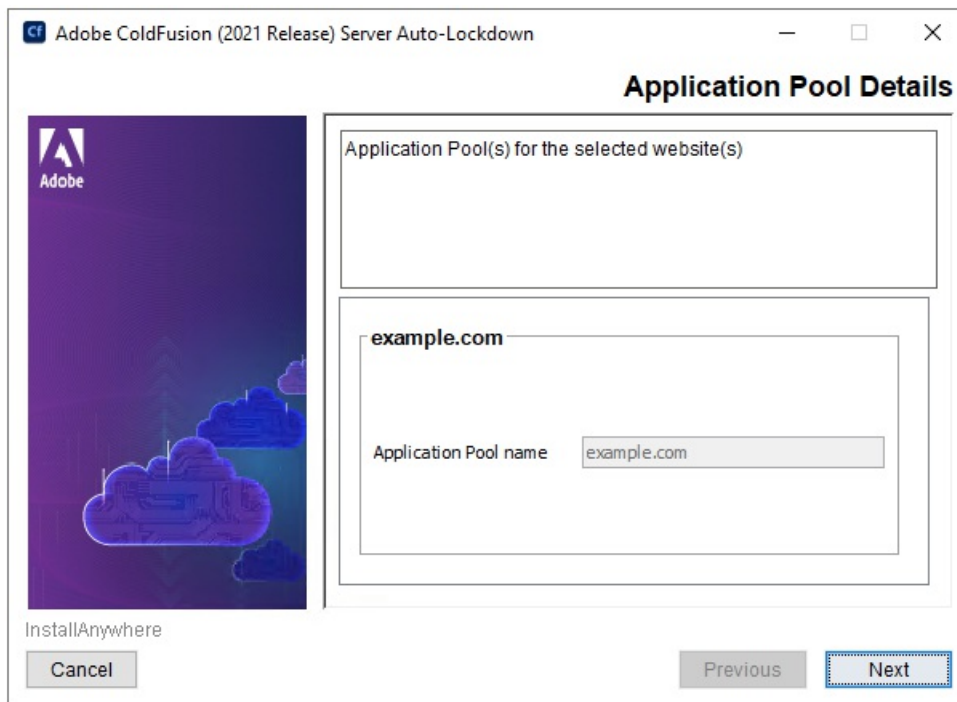 Cf Adobe ColdFusion (2021 Release) Server Auto-Lockdown
Application Pool Details
Adobe
Application Pool(s) for the selected website(s)
example.com
Application Pool name example.com
InstallAnywhere
Cancel Previous Next